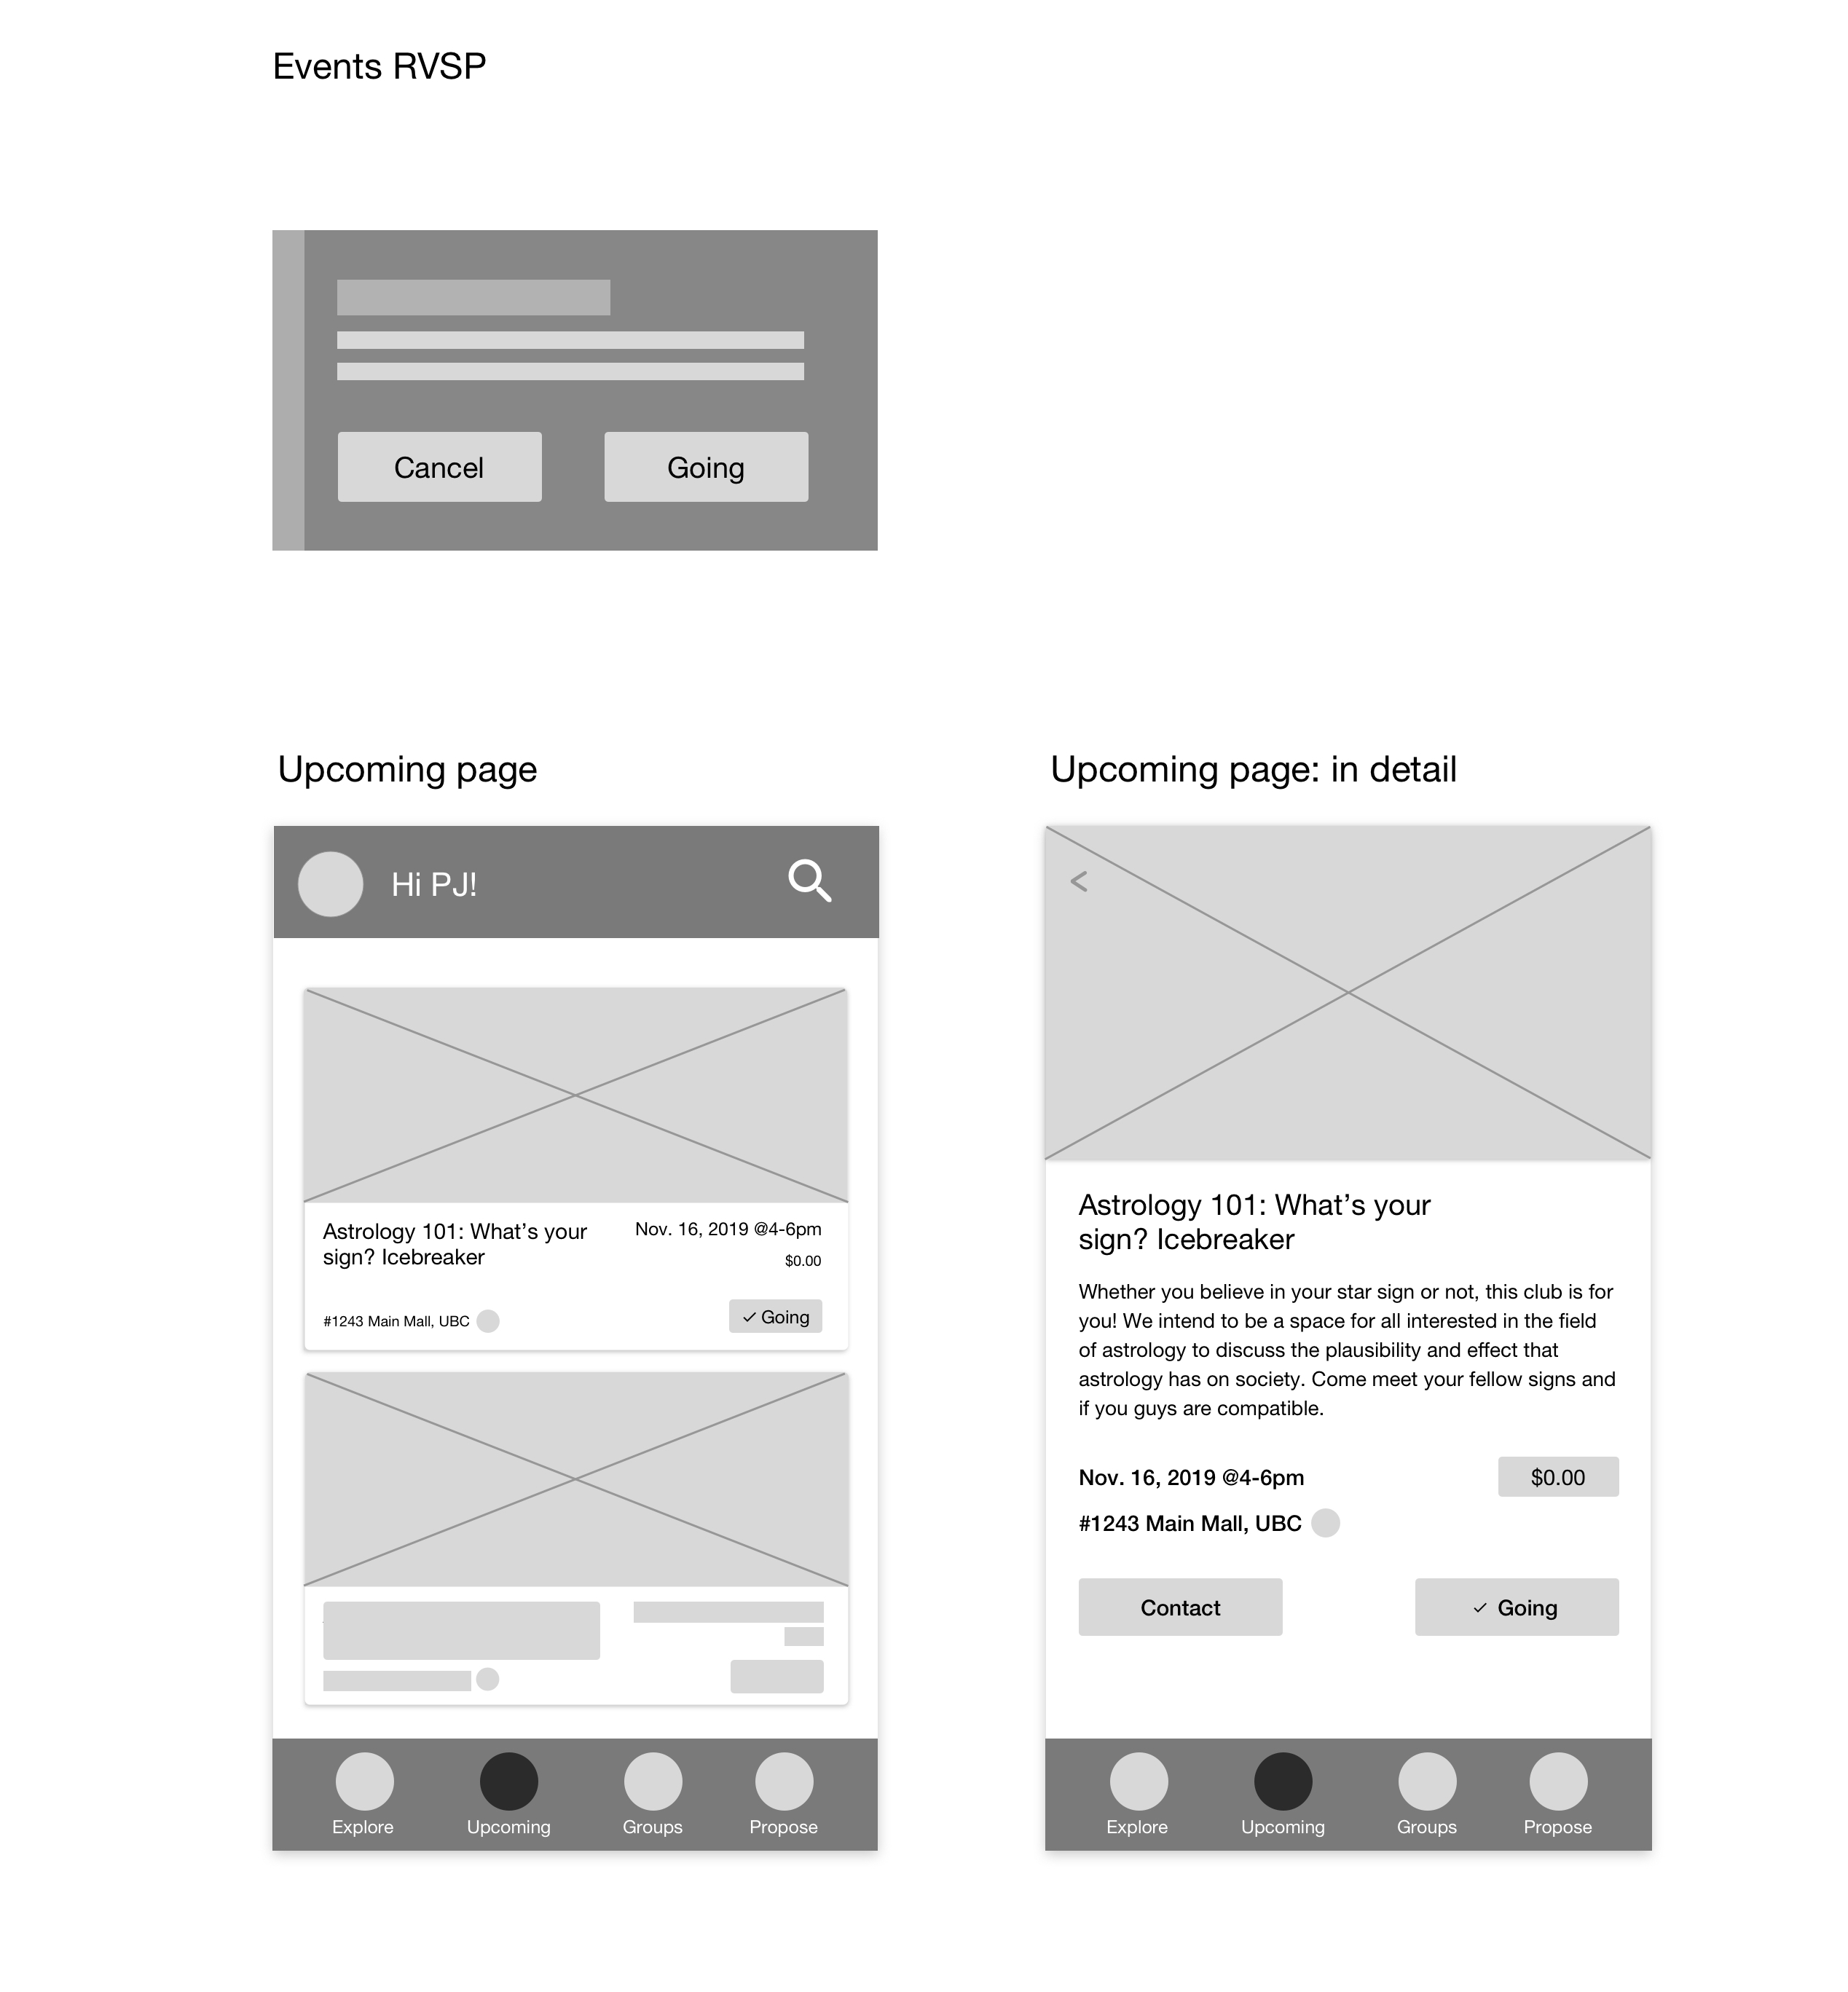 Events RVSP
Cancel
Going
Upcoming page
Hi PJ!
Astrology 101: What’s your
sign? Icebreaker
Nov. 16, 2019 @4-6pm
$0.00
#1243 Main Mall, UBC
✓ Going
Explore
Upcoming
Groups
Propose
Upcoming page: in detail
<
Astrology 101: What’s your
sign? Icebreaker
Whether you believe in your star sign or not, this club is for
you! We intend to be a space for all interested in the field
of astrology to discuss the plausibility and effect that
astrology has on society. Come meet your fellow signs and
if you guys are compatible.
Nov. 16, 2019 @4-6pm
$0.00
#1243 Main Mall, UBC
Contact
✓ Going
Explore
Upcoming
Groups
Propose